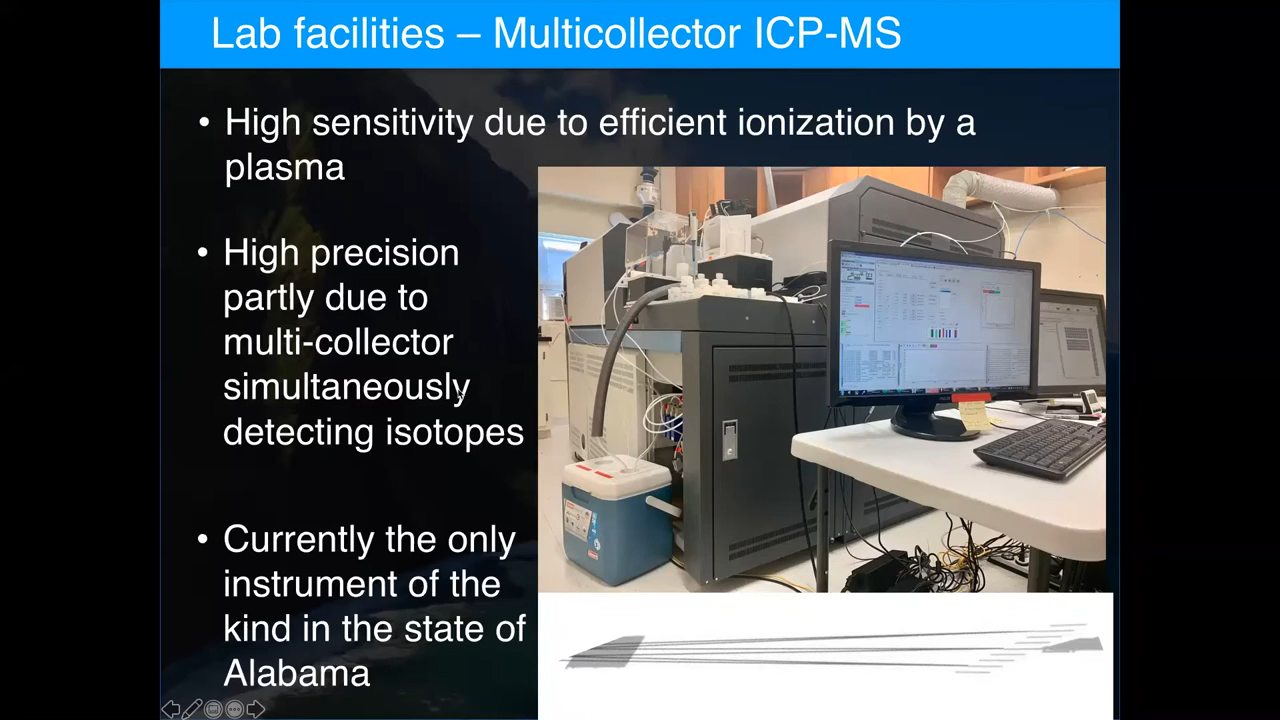 Lab facilities – Multicollector ICP-MS
• High sensitivity due to efficient ionization by a
plasma
• High precision
partly due to
multi-collector
simultaneously
detecting isotopes
• Currently the only
instrument of the
kind in the state of
Alabama